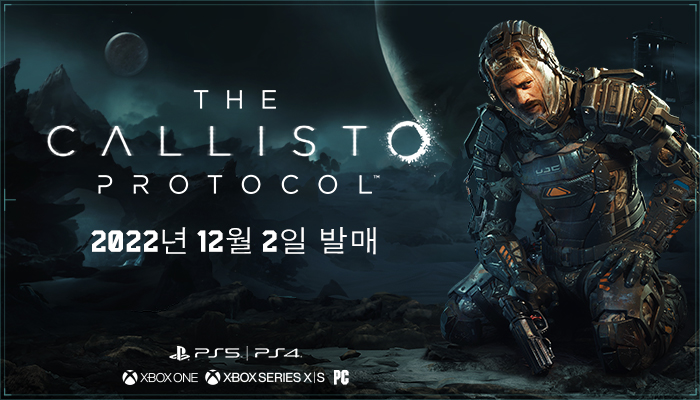 THE
CALLISTO
PROTOCOL™
2022년 12월 2일 발매
PS5 | PS4
XBOX ONE XBOX SERIES X|S PC
UJC